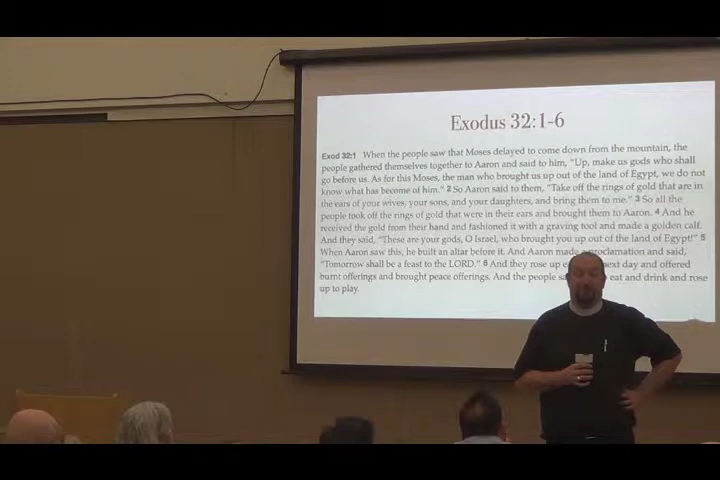 Exodus 32:1-6
Exod 32:1 When the people saw that Moses delayed to come down from the mountain, the
people gathered themselves together to Aaron and said to him, "Up, make us gods who shall
go before us. As for this Moses, the man who brought us up out of the land of Egypt, we do not
know what has become of him." 2 So Aaron said to them, "Take off the rings of gold that are in
the ears of your wives, your sons, and your daughters, and bring them to me." 3 So all the
people took off the rings of gold that were in their ears and brought them to Aaron. 4 And he
received the gold from their hand and fashioned it with a graving tool and made a golden calf.
And they said, "These are your gods, O Israel, who brought you up out of the land of Egypt!" 5
When Aaron saw this, he built an altar before it. And Aaron made a proclamation and said,
"Tomorrow shall be a feast to the LORD." 6 And they rose up next day and offered
burnt offerings and brought peace offerings. And the people eat and drink and rose
up to play.